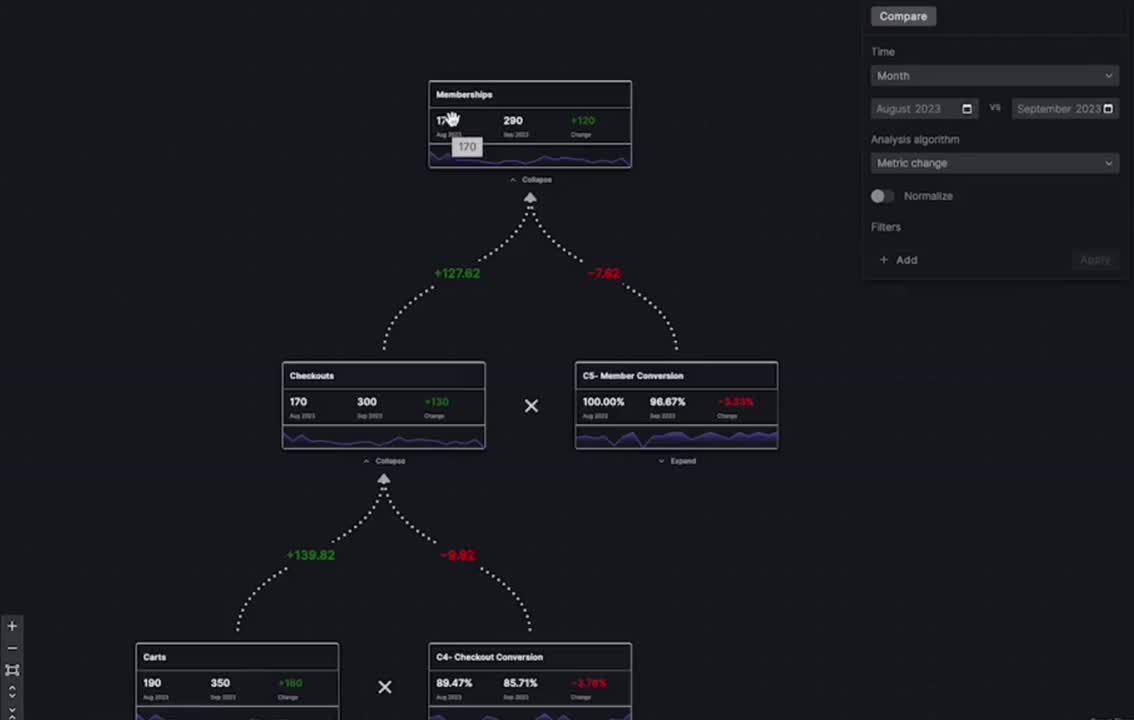 Compare
Time
Month
August 2023 vs September 2023
Analysis algorithm
Metric change
Normalize
Filters
+ Add Apply
Memberships
290 +120
Aug 2023 Sep 2023 Change
170
Collapse
+127.62 -7.62
Checkouts
170 300 +130
Aug 2023 Sep 2023 Change
Collapse
C5- Member Conversion
100.00% 96.67% -3.33%
Aug 2023 Sep 2023 Change
Expand
+139.82 -9.82
Carts
190 350 +160
Aug 2023 Sep 2023 Change
C4- Checkout Conversion
89.47% 85.71% -3.76%
Aug 2023 Sep 2023 Change